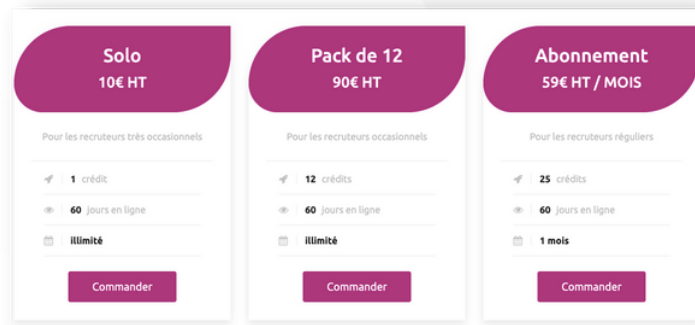 Solo
10€ HT
Pour les recruteurs très occasionnels
1 crédit
60 jours en ligne
illimité
Commander
Pack de 12
90€ HT
Pour les recruteurs occasionnels
12 crédits
60 jours en ligne
illimité
Commander
Abonnement
59€ HT / MOIS
Pour les recruteurs réguliers
25 crédits
60 jours en ligne
1 mois
Commander